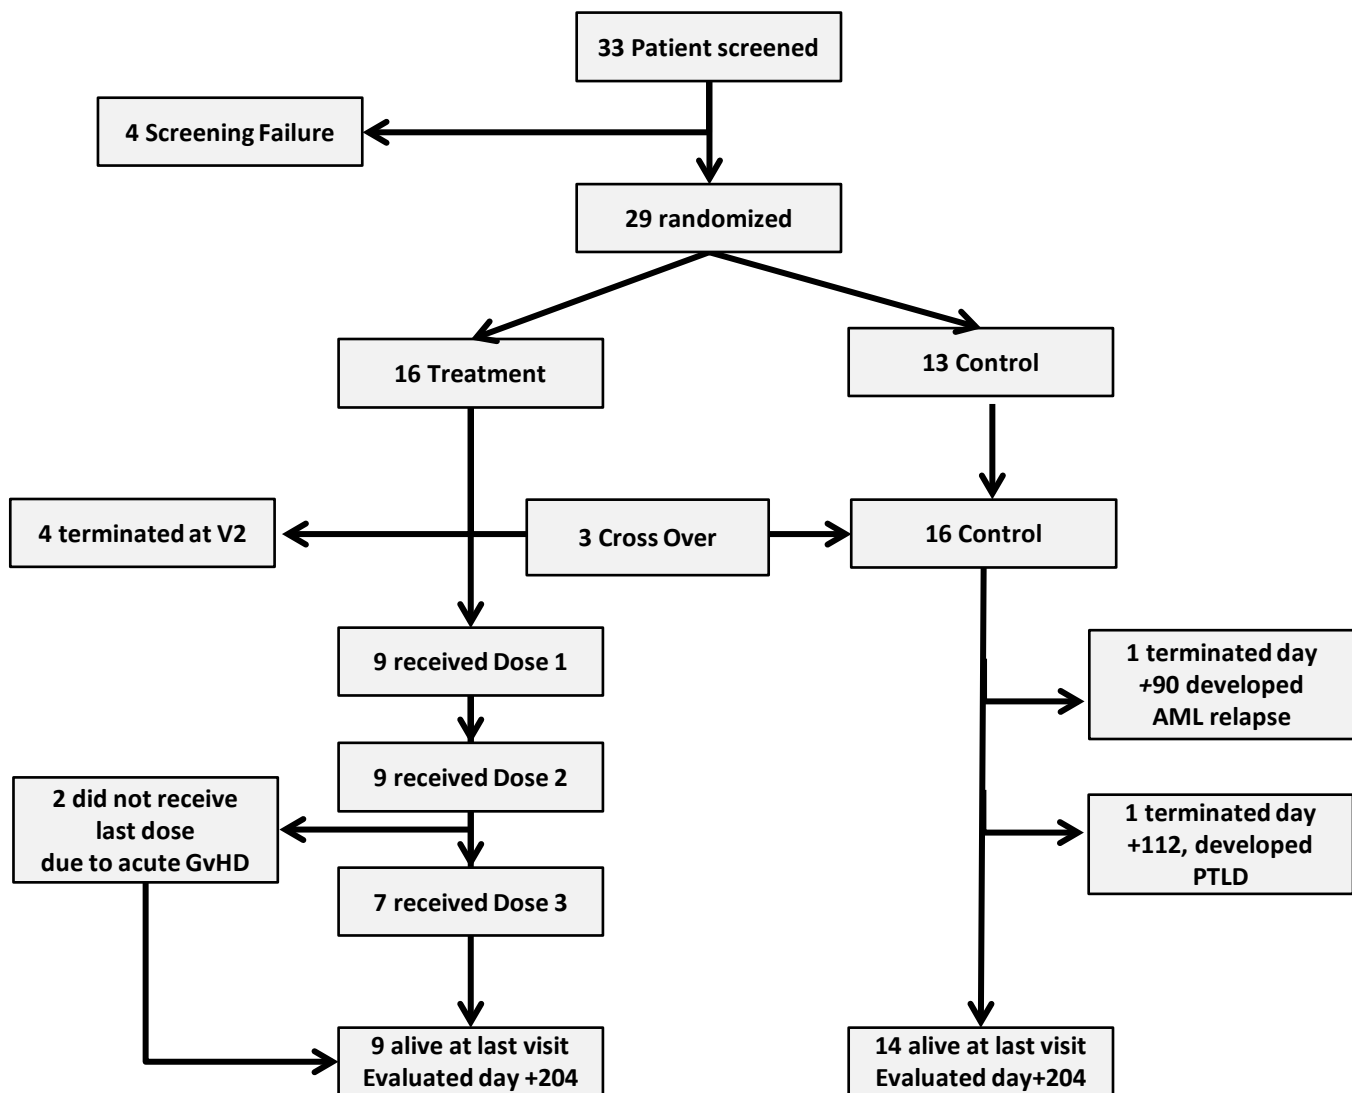 33 Patient screened
4 Screening Failure
29 randomized
16 Treatment
13 Control
4 terminated at V2
3 Cross Over
16 Control
9 received Dose 1
1 terminated day
+90 developed
AML relapse
9 received Dose 2
2 did not receive
last dose
due to acute GvHD
1 terminated day
+112, developed
PTLD
7 received Dose 3
9 alive at last visit
Evaluated day +204
14 alive at last visit
Evaluated day+204